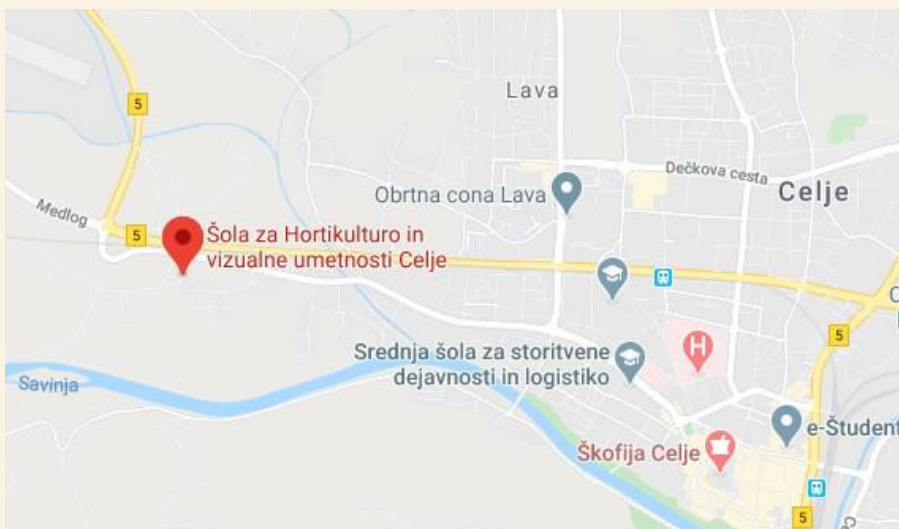 Lava
5
Dečkova cesta
Celje
Obrtna cona Lava
Medlog
5
Šola za Hortikulturo in
vizualne umetnosti Celje
5
H
Srednja šola za storitvene
dejavnosti in logistiko
Savinja
e-Študent
Škofija Celje
5